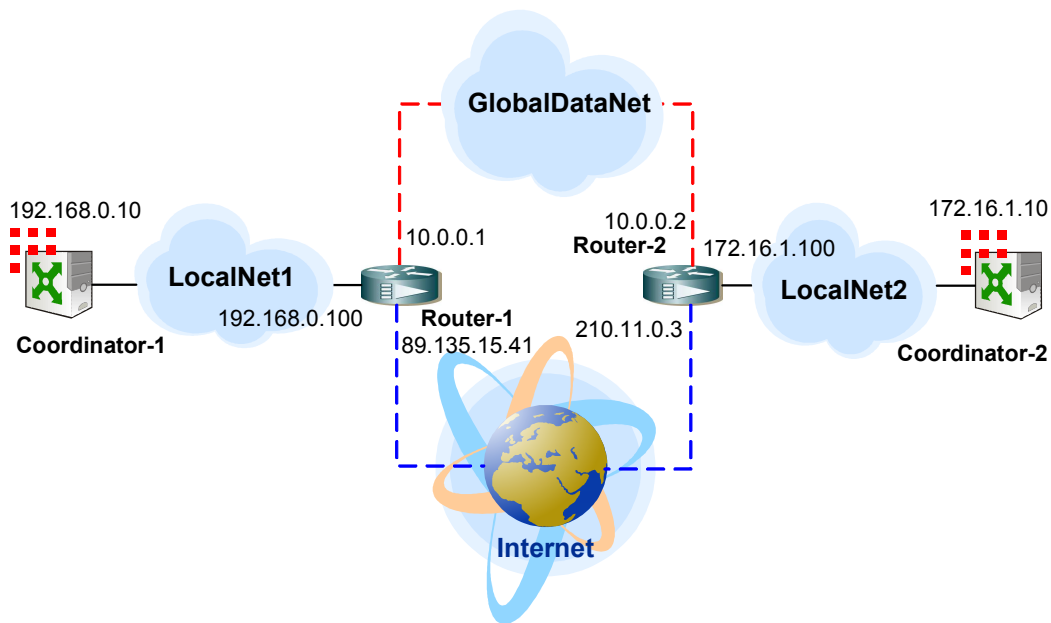 GlobalDataNet
192.168.0.10
172.16.1.10
10.0.0.1
10.0.0.2
Router-2
172.16.1.100
LocalNet1
LocalNet2
192.168.0.100
Router-1
210.11.0.3
Coordinator-1
89.135.15.41
Coordinator-2
Internet